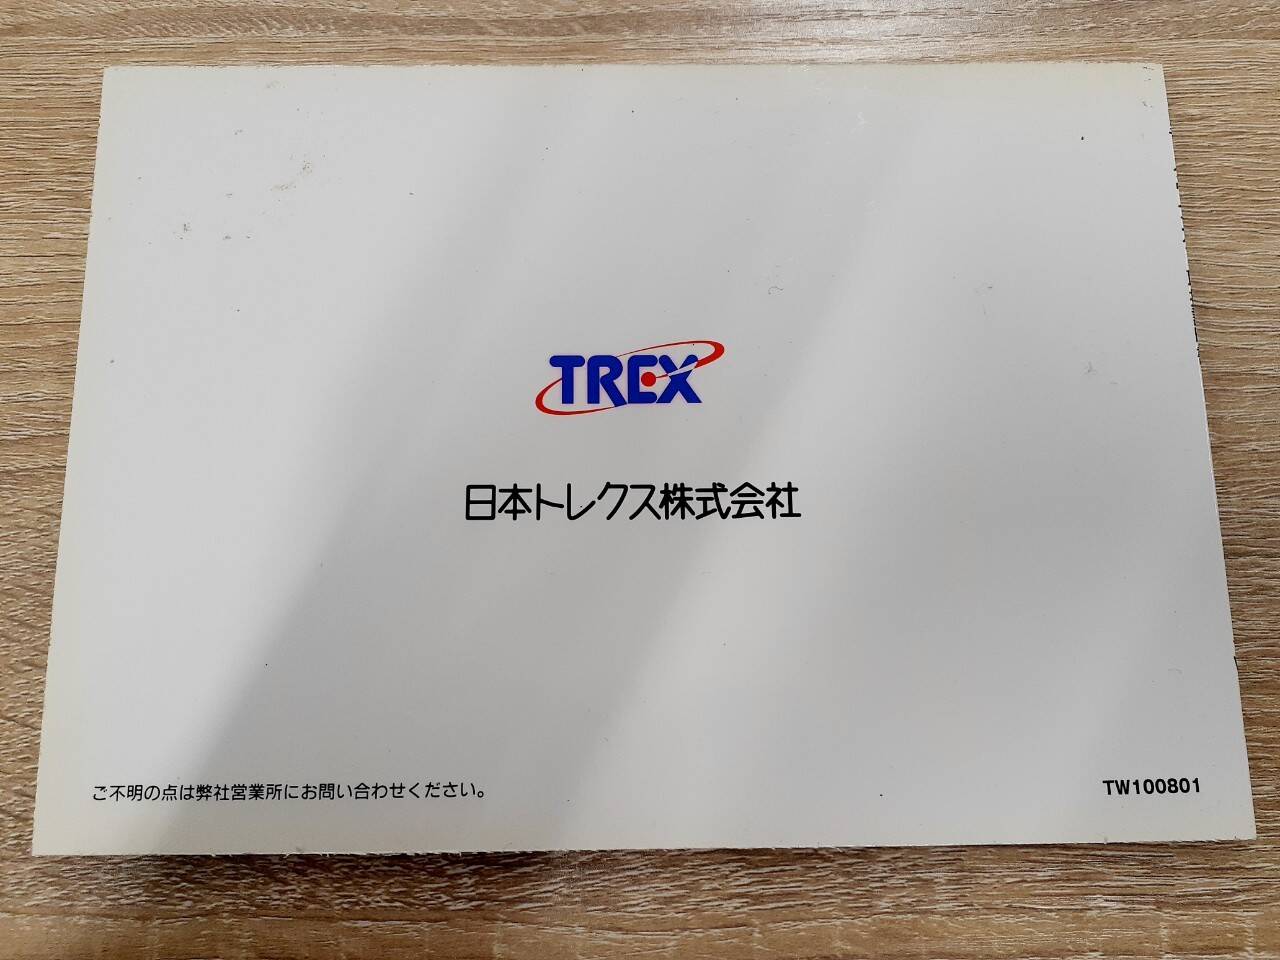 TREX
日本トレクス株式会社
ご不明の点は弊社営業所にお問い合わせください。
TW100801